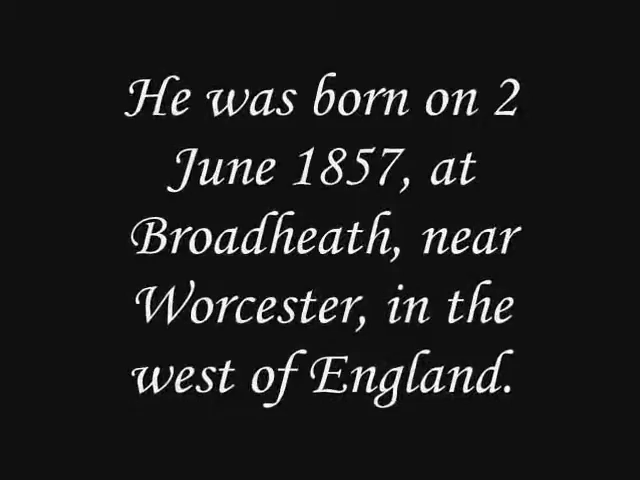 He was born on 2
June 1857, at
Broadheath, near
Worcester, in the
west of England.